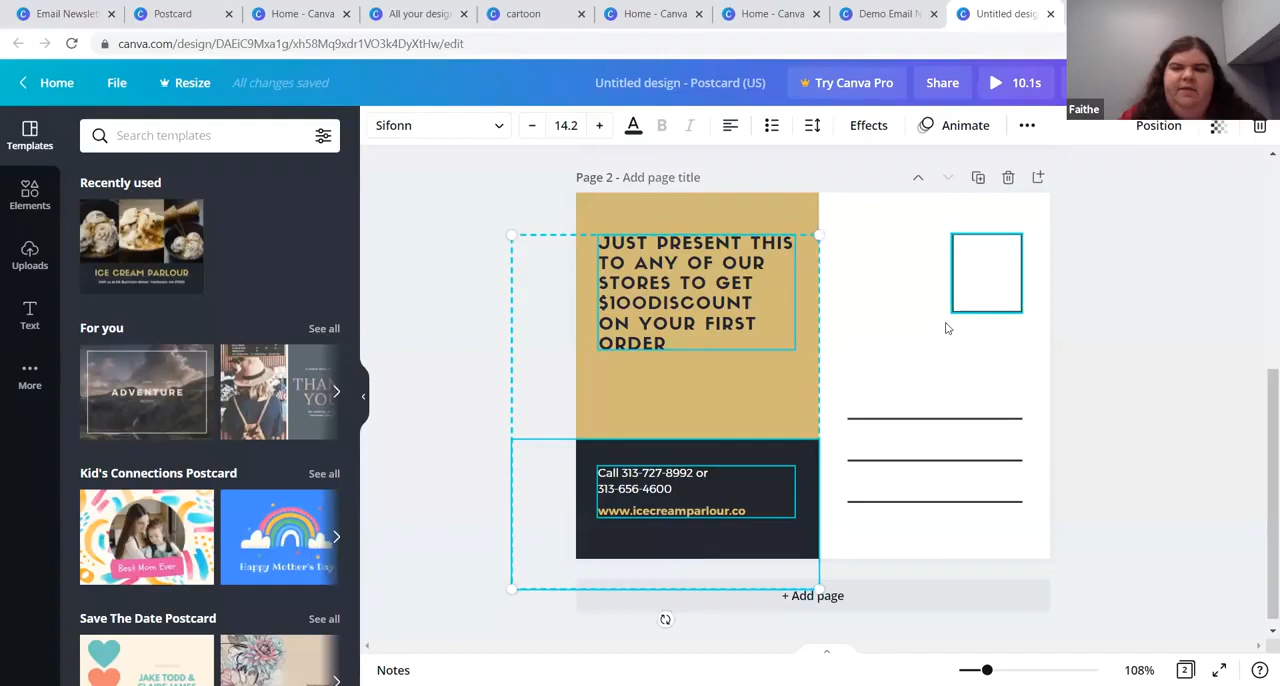 Email Newslet
Postcard
Home - Canva
All your desig
cartoon
Home - Canva
Home - Canva
Demo Email N
Untitled desig
canva.com/design/DAEiC9Mxa1g/xh58Mq9xdr1VO3k4DyXtHw/edit
Home
File
Resize
All changes saved
Untitled design - Postcard (US)
Try Canva Pro
Share
10.1s
Faithe
Templates
Search templates
Sifonn
14.2
A
B
I
Effects
Animate
Position
Elements
Uploads
Text
More
Recently used
ICE CREAM PARLOUR
For you
See all
ADVENTURE
THAN
YOU
Kid's Connections Postcard
See all
Best Mom Ever
Happy Mother's Day
Save The Date Postcard
See all
JAKE TODD &
Page 2 - Add page title
JUST PRESENT THIS
TO ANY OF OUR
STORES TO GET
$100DISCOUNT
ON YOUR FIRST
ORDER
Call 313-727-8992 or
313-656-4600
www.icecreamparlour.co
+ Add page
Notes
108%
2